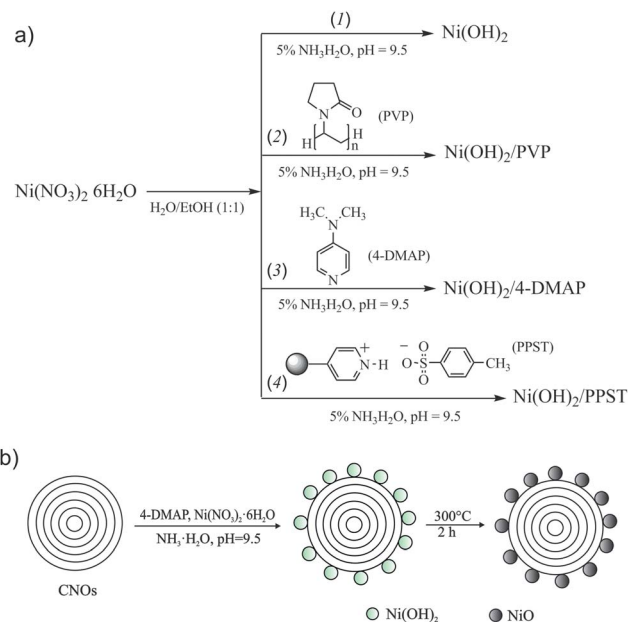 a)
(1)
5% NH₃H₂O, pH = 9.5
Ni(OH)₂
N
O
H
H
n
(PVP)
(2)
5% NH₃H₂O, pH = 9.5
Ni(OH)₂/PVP
Ni(NO₃)₂ 6H₂O
H₂O/EtOH (1:1)
H₃C
CH₃
N
N
(4-DMAP)
(3)
5% NH₃H₂O, pH = 9.5
Ni(OH)₂/4-DMAP
+
N-H
−
O
O-S
O
CH₃
(PPST)
(4)
5% NH₃H₂O, pH = 9.5
Ni(OH)₂/PPST
b)
4-DMAP, Ni(NO₃)₂·6H₂O
NH₃·H₂O, pH=9.5
300°C
2 h
CNOs
Ni(OH)₂
NiO